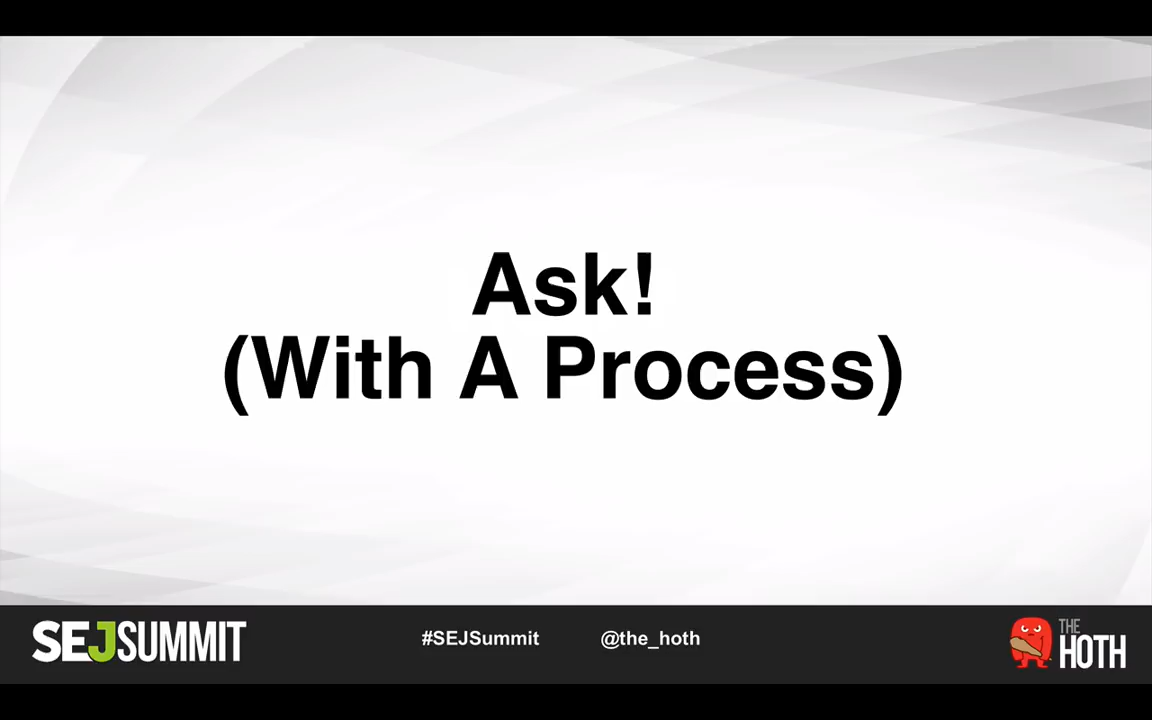 Ask!
(With A Process)
SEJSUMMIT
#SEJSummit
@the_hoth
THE
HOTH